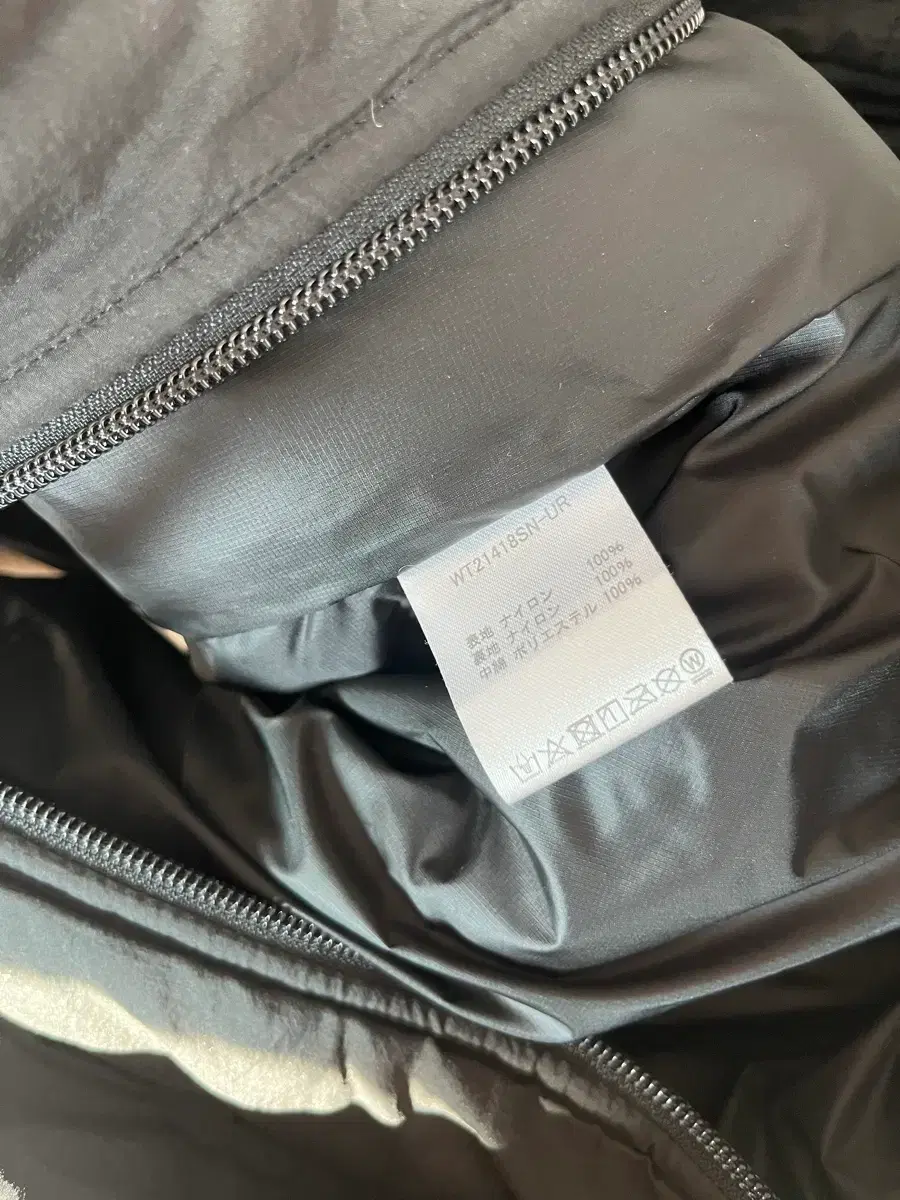 WT21418SN-UR
表地 ナイロン 100%
裏地 ナイロン 100%
中綿 ポリエステル 100%